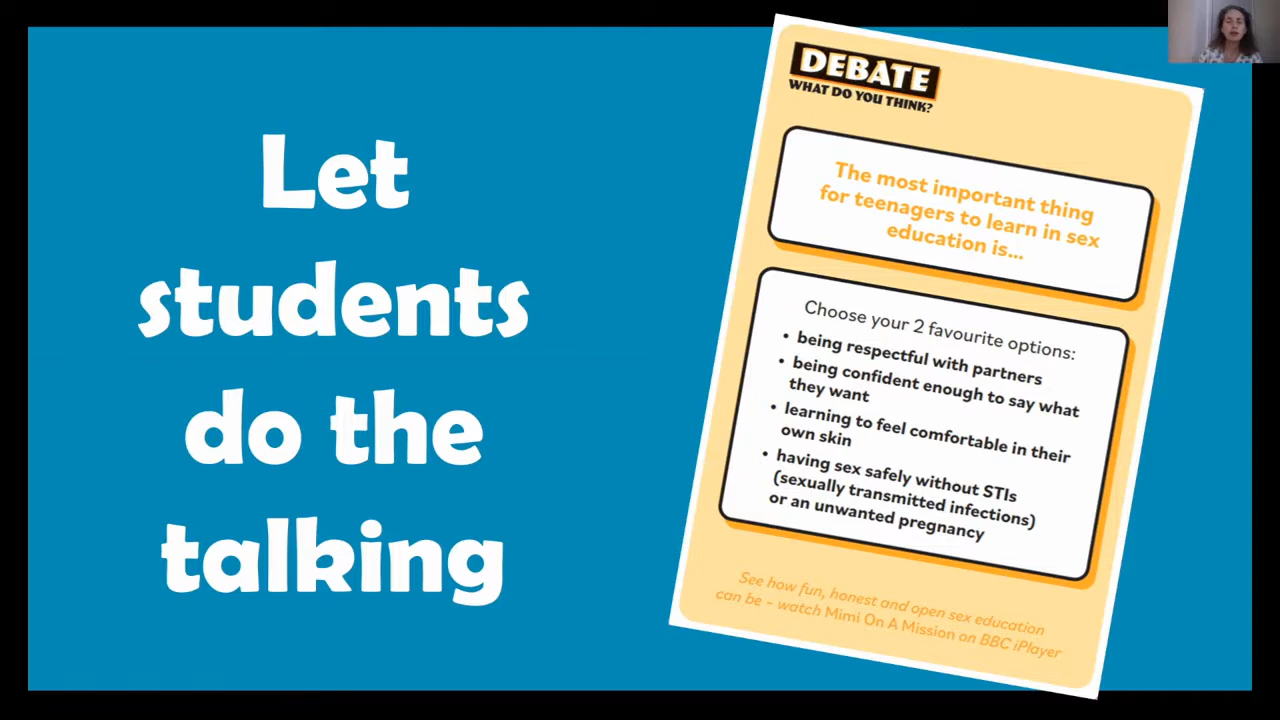 Let
students
do the
talking
DEBATE
WHAT DO YOU THINK?
The most important thing
for teenagers to learn in sex
education is...
Choose your 2 favourite options:
• being respectful with partners
• being confident enough to say what
they want
• learning to feel comfortable in their
own skin
• having sex safely without STIs
(sexually transmitted infections)
or an unwanted pregnancy
See how fun, honest and open sex education
can be – watch Mimi On A Mission on BBC iPlayer